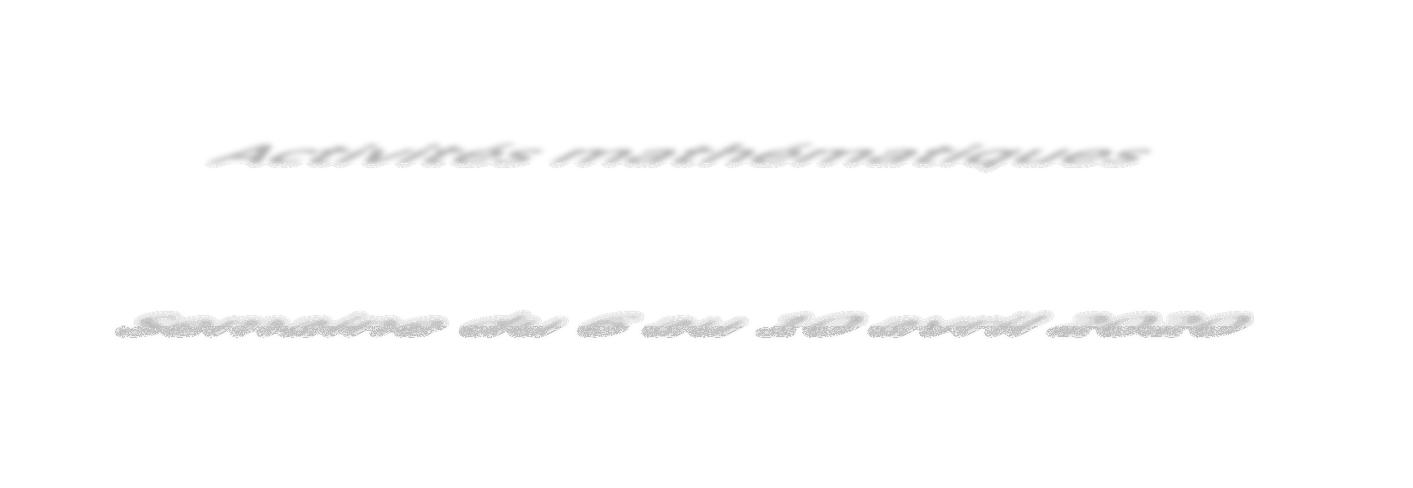 Activités mathématiques
Semaine du 6 au 10 avril 2020